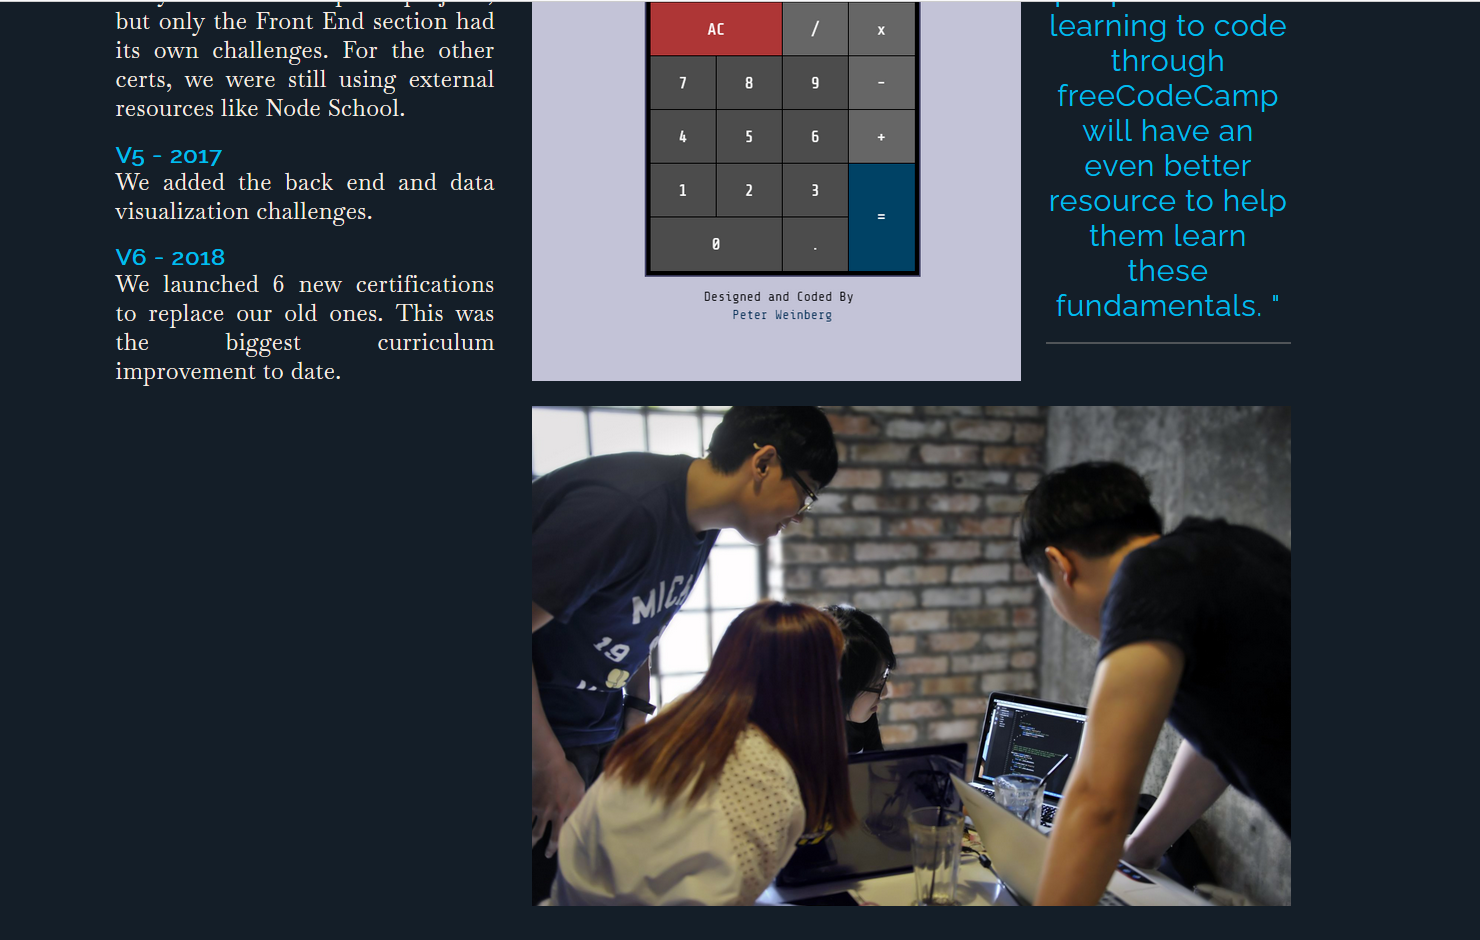 but only the Front End section had
its own challenges. For the other
certs, we were still using external
resources like Node School.
V5 - 2017
We added the back end and data
visualization challenges.
V6 - 2018
We launched 6 new certifications
to replace our old ones. This was
the biggest curriculum
improvement to date.
AC / x
7 8 9 -
4 5 6 +
1 2 3 =
0 .
Designed and Coded By
Peter Weinberg
learning to code
through
freeCodeCamp
will have an
even better
resource to help
them learn
these
fundamentals. "
MICH
19